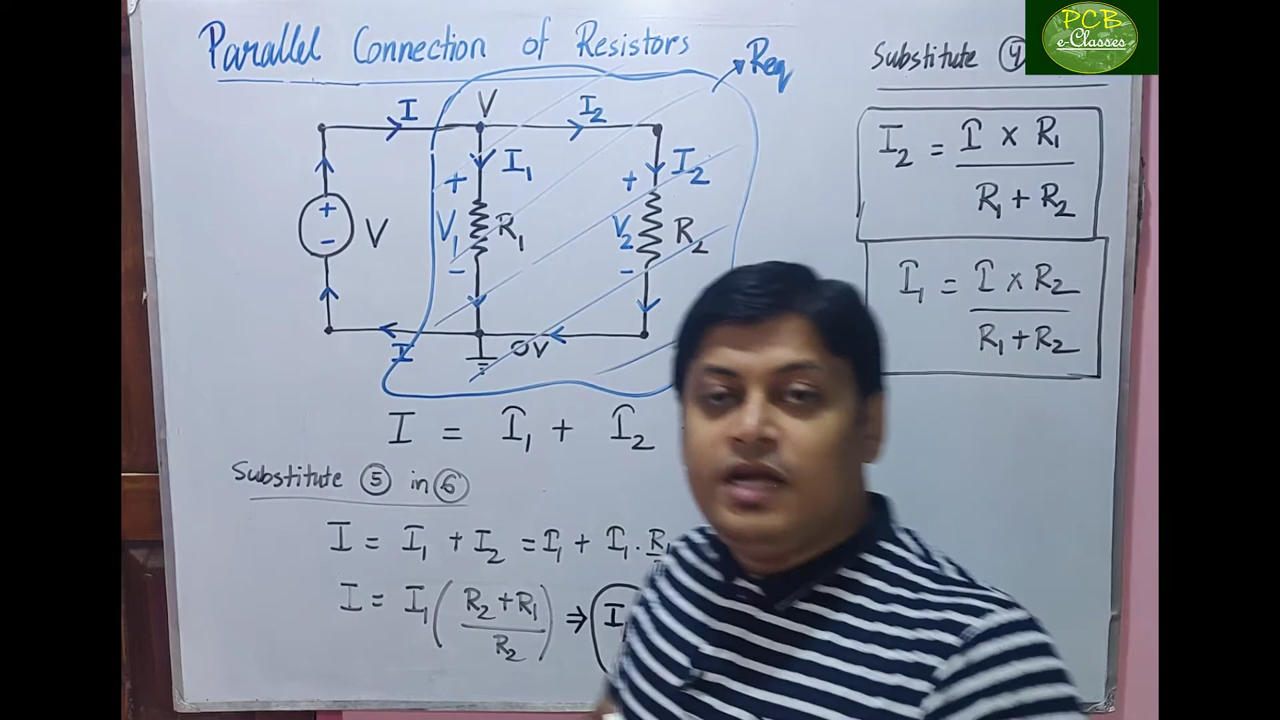 Parallel Connection of Resistors
Req
Substitute ④
PCB
e-Classes
I
V
I₂
I₁
I₂
+
+
+
-
V
V₁
R₁
V₂
R₂
-
-
I
0V
I₂ = I × R₁ / R₁ + R₂
I₁ = I × R₂ / R₁ + R₂
I = I₁ + I₂
Substitute ⑤ in ⑥
I = I₁ + I₂ = I₁ + I₁ . R₁
I = I₁ ( R₂ + R₁ / R₂ ) ⇒ I